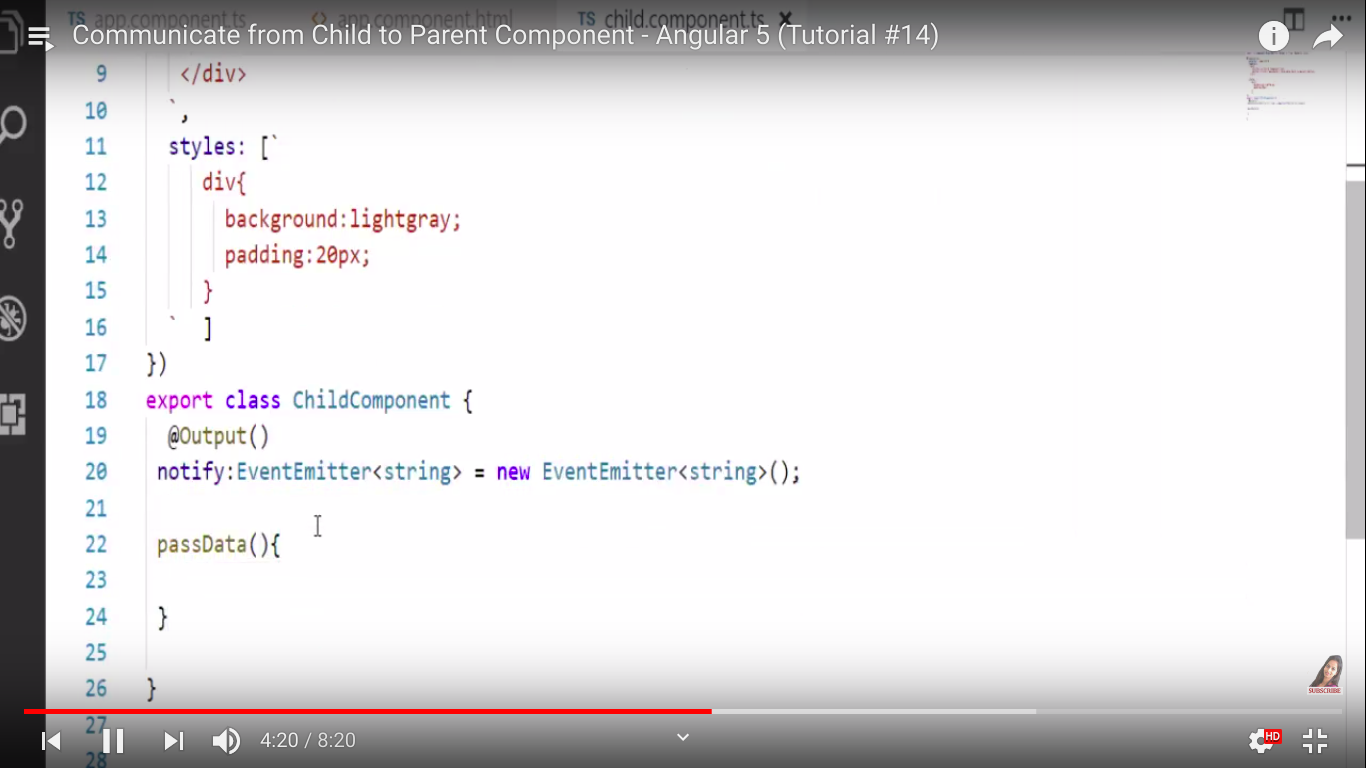 TS app.component.ts <> app.component.html TS child.component.ts ×
Communicate from Child to Parent Component - Angular 5 (Tutorial #14)
9 </div>
10 `,
11 styles: [`
12 div{
13 background:lightgray;
14 padding:20px;
15 }
16 ` ]
17 })
18 export class ChildComponent {
19 @Output()
20 notify:EventEmitter<string> = new EventEmitter<string>();
21
22 passData(){
23
24 }
25
26 }
27
28
4:20 / 8:20
HD
SUBSCRIBE